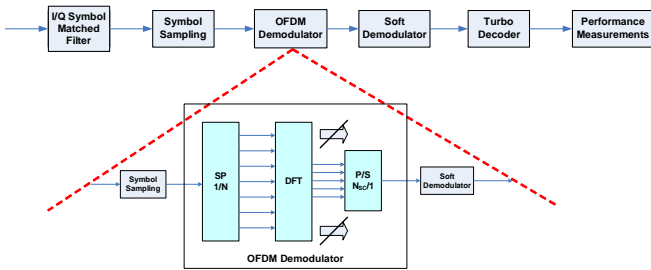 I/Q Symbol
Matched
Filter
Symbol
Sampling
OFDM
Demodulator
Soft
Demodulator
Turbo
Decoder
Performance
Measurements
Symbol
Sampling
SP
1/N
DFT
P/S
N_SC/1
Soft
Demodulator
OFDM Demodulator